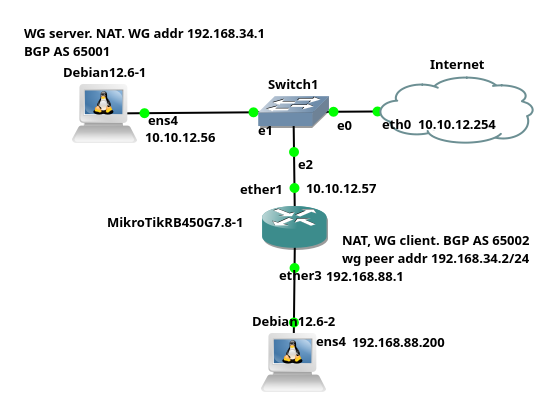 WG server. NAT. WG addr 192.168.34.1
BGP AS 65001
Debian12.6-1
Internet
Switch1
ens4
10.10.12.56
e1
e0
eth0 10.10.12.254
e2
ether1 10.10.12.57
MikroTikRB450G7.8-1
NAT, WG client. BGP AS 65002
wg peer addr 192.168.34.2/24
ether3 192.168.88.1
Debian12.6-2
ens4 192.168.88.200